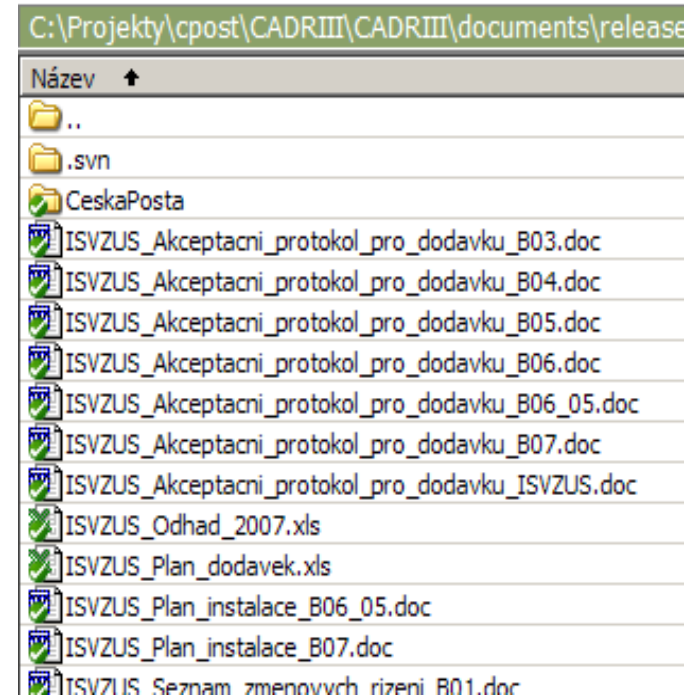 C:\Projekty\cpost\CADRIII\CADRIII\documents\release
Název
..
.svn
CeskaPosta
ISVZUS_Akceptacni_protokol_pro_dodavku_B03.doc
ISVZUS_Akceptacni_protokol_pro_dodavku_B04.doc
ISVZUS_Akceptacni_protokol_pro_dodavku_B05.doc
ISVZUS_Akceptacni_protokol_pro_dodavku_B06.doc
ISVZUS_Akceptacni_protokol_pro_dodavku_B06_05.doc
ISVZUS_Akceptacni_protokol_pro_dodavku_B07.doc
ISVZUS_Akceptacni_protokol_pro_dodavku_ISVZUS.doc
ISVZUS_Odhad_2007.xls
ISVZUS_Plan_dodavek.xls
ISVZUS_Plan_instalace_B06_05.doc
ISVZUS_Plan_instalace_B07.doc
ISVZUS_Seznam_zmenovych_rizeni_B01.doc